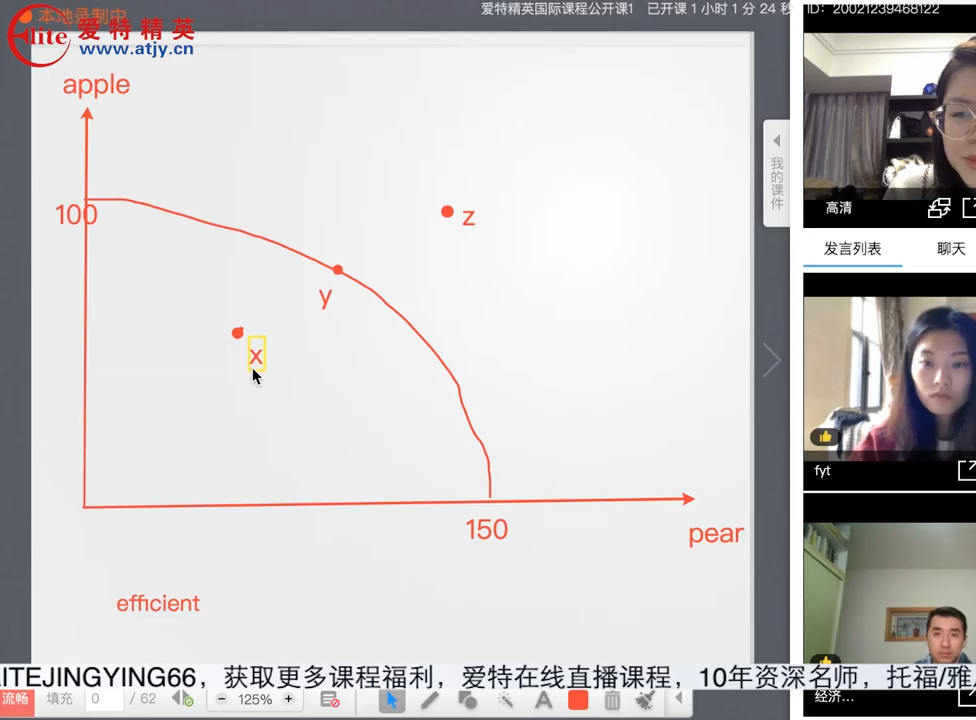 本地录制中
Elite 爱特精英
www.atjy.cn
爱特精英国际课程公开课1 已开课 1 小时 1 分 24 秒
ID: 20021239468122
apple
100
z
y
x
150
pear
efficient
我的课件
高清
发言列表 聊天
fyt
经济...
AITEJINGYING66，获取更多课程福利，爱特在线直播课程，10年资深名师，托福/雅
流畅 填充 0 / 62 125% A